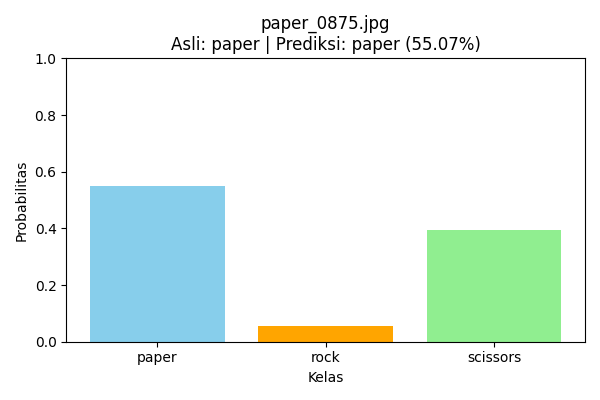 paper_0875.jpg
Asli: paper | Prediksi: paper (55.07%)
1.0
0.8
0.6
0.4
0.2
0.0
Probabilitas
paper rock scissors
Kelas